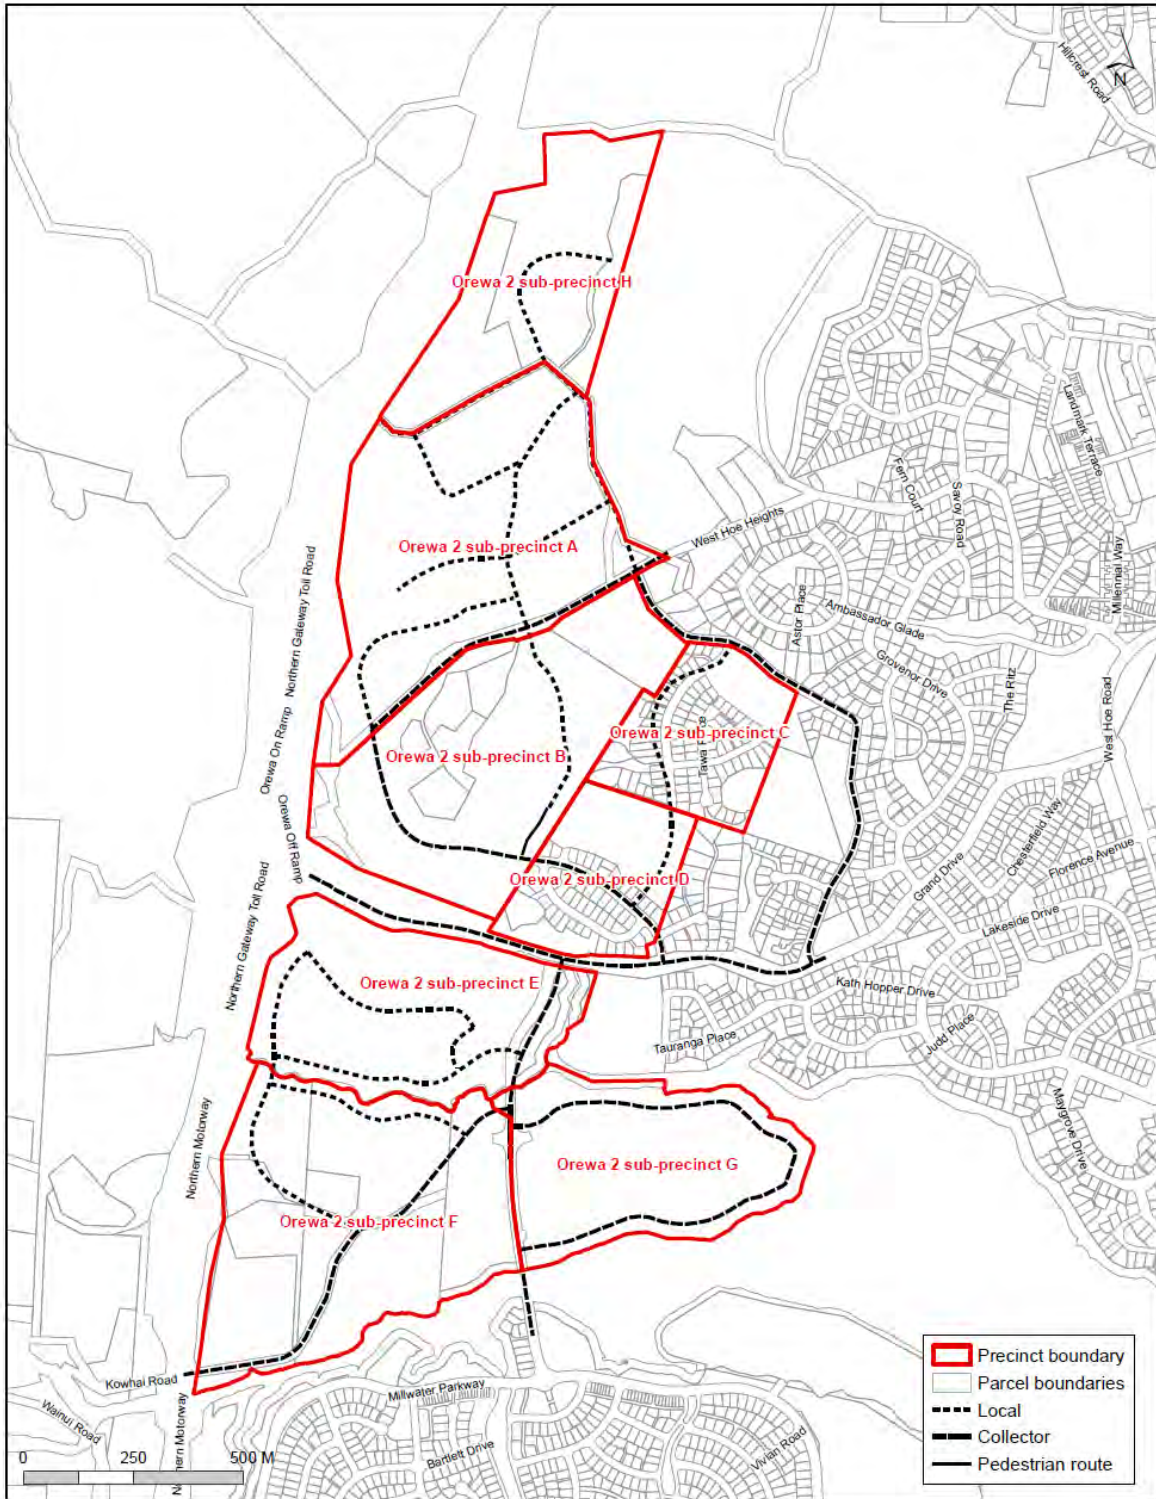 Hillcrest Road
N
Orewa 2 sub-precinct H
Landmark Terrace
Fern Court
Savoy Road
West Hoe Heights
Orewa 2 sub-precinct A
Northern Gateway Toll Road
Millennial Way
Astor Place
Ambassador Glade
Grovenor Drive
The Ritz
West Hoe Road
Orewa On Ramp
Orewa 2 sub-precinct C
Tawa Place
Orewa 2 sub-precinct B
Orewa Off Ramp
Chesterfield Way
Florence Avenue
Grand Drive
Orewa 2 sub-precinct D
Lakeside Drive
Northern Gateway Toll Road
Orewa 2 sub-precinct E
Kath Hopper Drive
Tauranga Place
Judd Place
Maygrove Drive
Northern Motorway
Orewa 2 sub-precinct G
Orewa 2 sub-precinct F
Kowhai Road
Millwater Parkway
Wainui Road
Northern Motorway
Bartlett Drive
Vivian Road
0 250 500 M
Precinct boundary
Parcel boundaries
Local
Collector
Pedestrian route